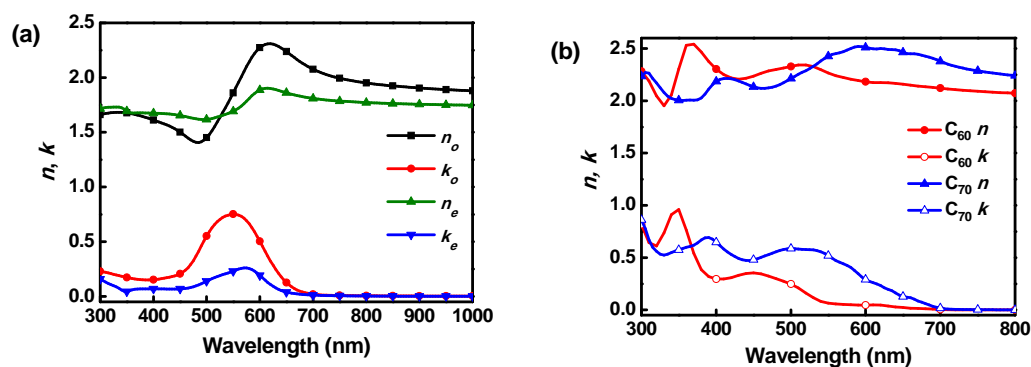 (a)
n, k
2.5
2.0
1.5
1.0
0.5
0.0
300 400 500 600 700 800 900 1000
Wavelength (nm)
n_o
k_o
n_e
k_e
(b)
n, k
2.5
2.0
1.5
1.0
0.5
0.0
300 400 500 600 700 800
Wavelength (nm)
C60 n
C60 k
C70 n
C70 k